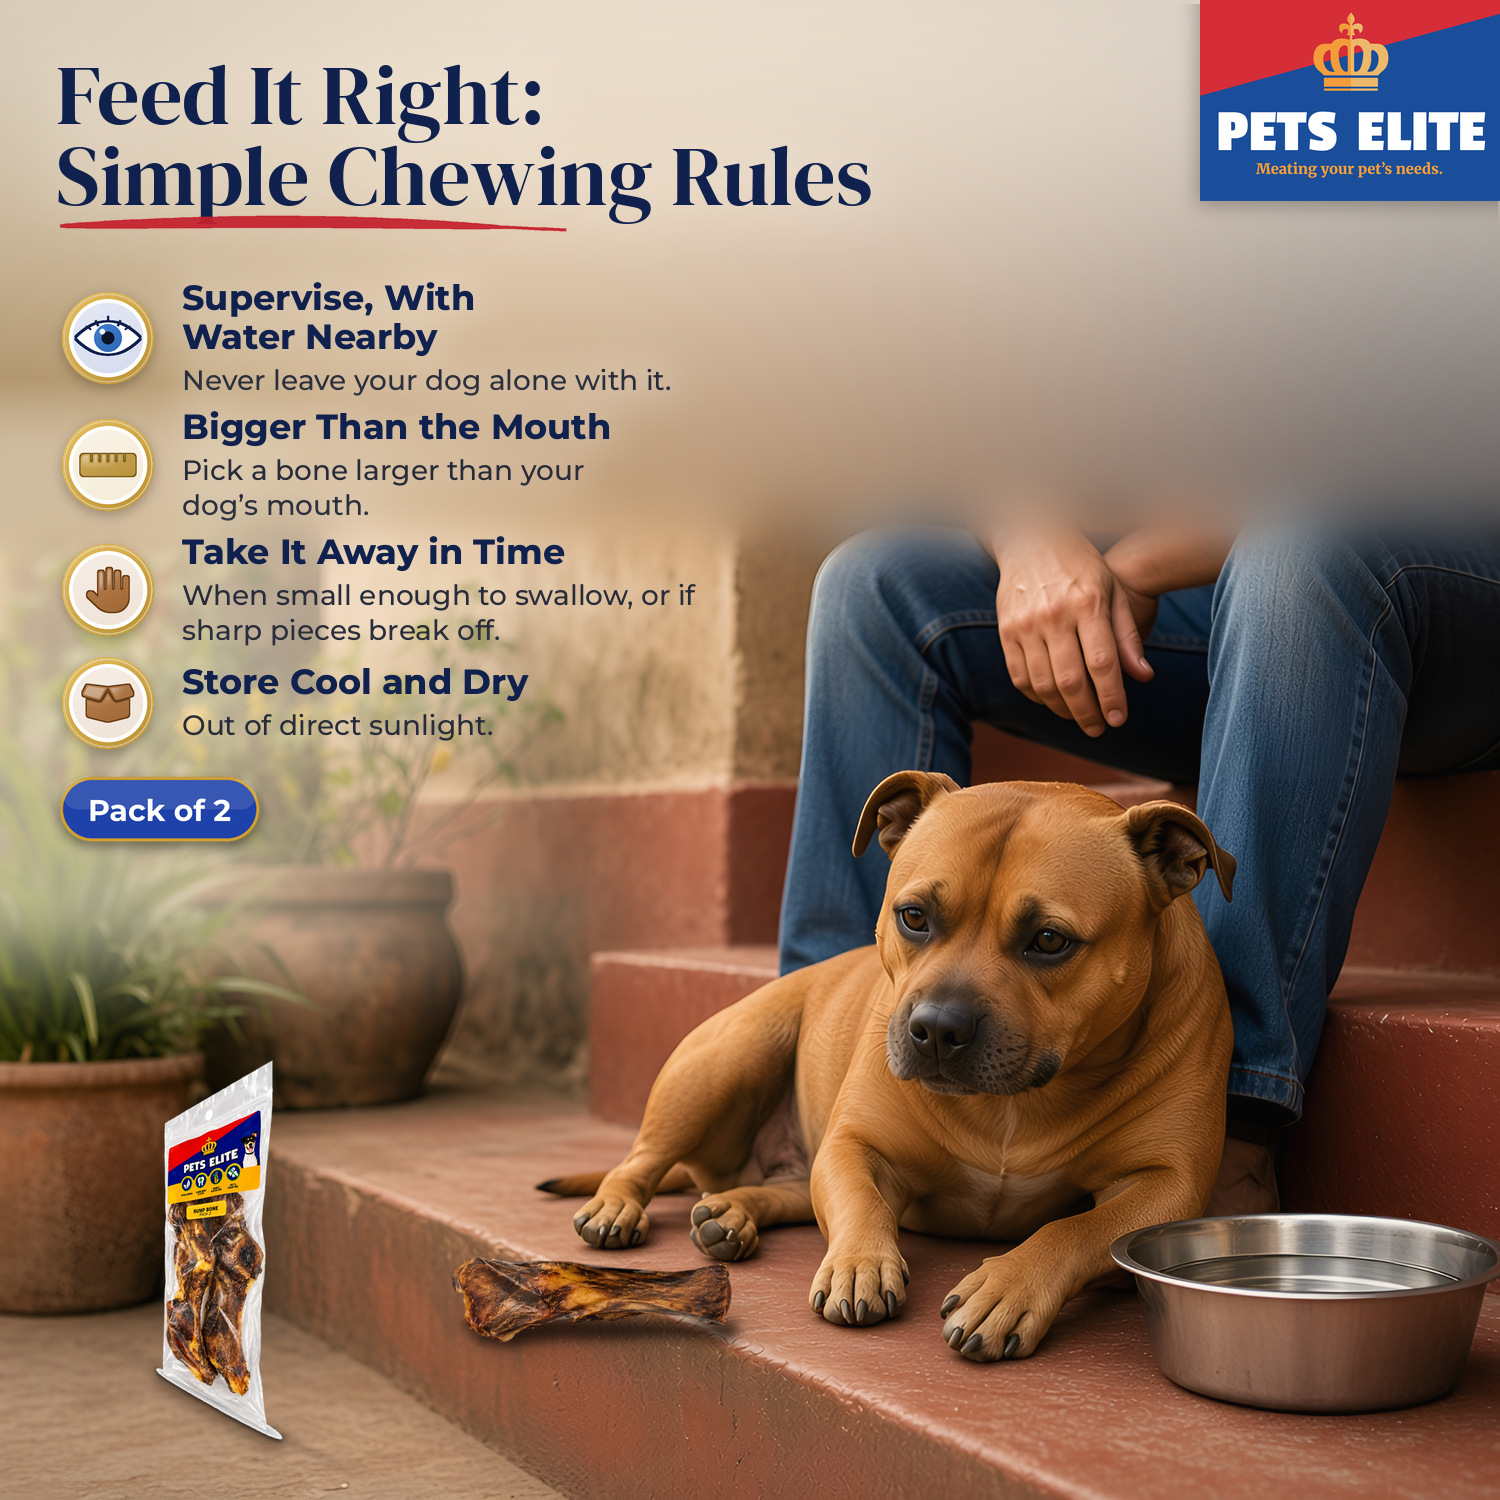 Feed It Right:
Simple Chewing Rules
PETS ELITE
Meating your pet's needs.
Supervise, With
Water Nearby
Never leave your dog alone with it.
Bigger Than the Mouth
Pick a bone larger than your
dog's mouth.
Take It Away in Time
When small enough to swallow, or if
sharp pieces break off.
Store Cool and Dry
Out of direct sunlight.
Pack of 2
PETS ELITE
RUMP BONE